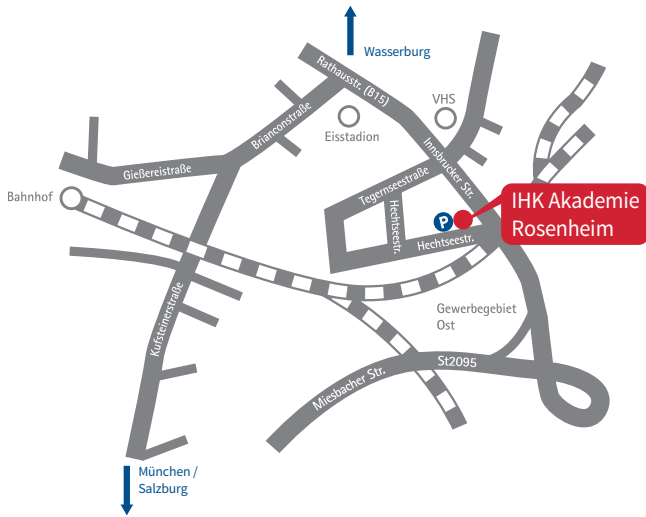 Wasserburg
Rathausstr. (B15)
VHS
Brianconstraße
Eisstadion
Innsbrucker Str.
Gießereistraße
Tegernseestraße
Bahnhof
Hechtseestr.
P
IHK Akademie
Rosenheim
Hechtseestr.
Kufsteinerstraße
Gewerbegebiet
Ost
St2095
Miesbacher Str.
München /
Salzburg